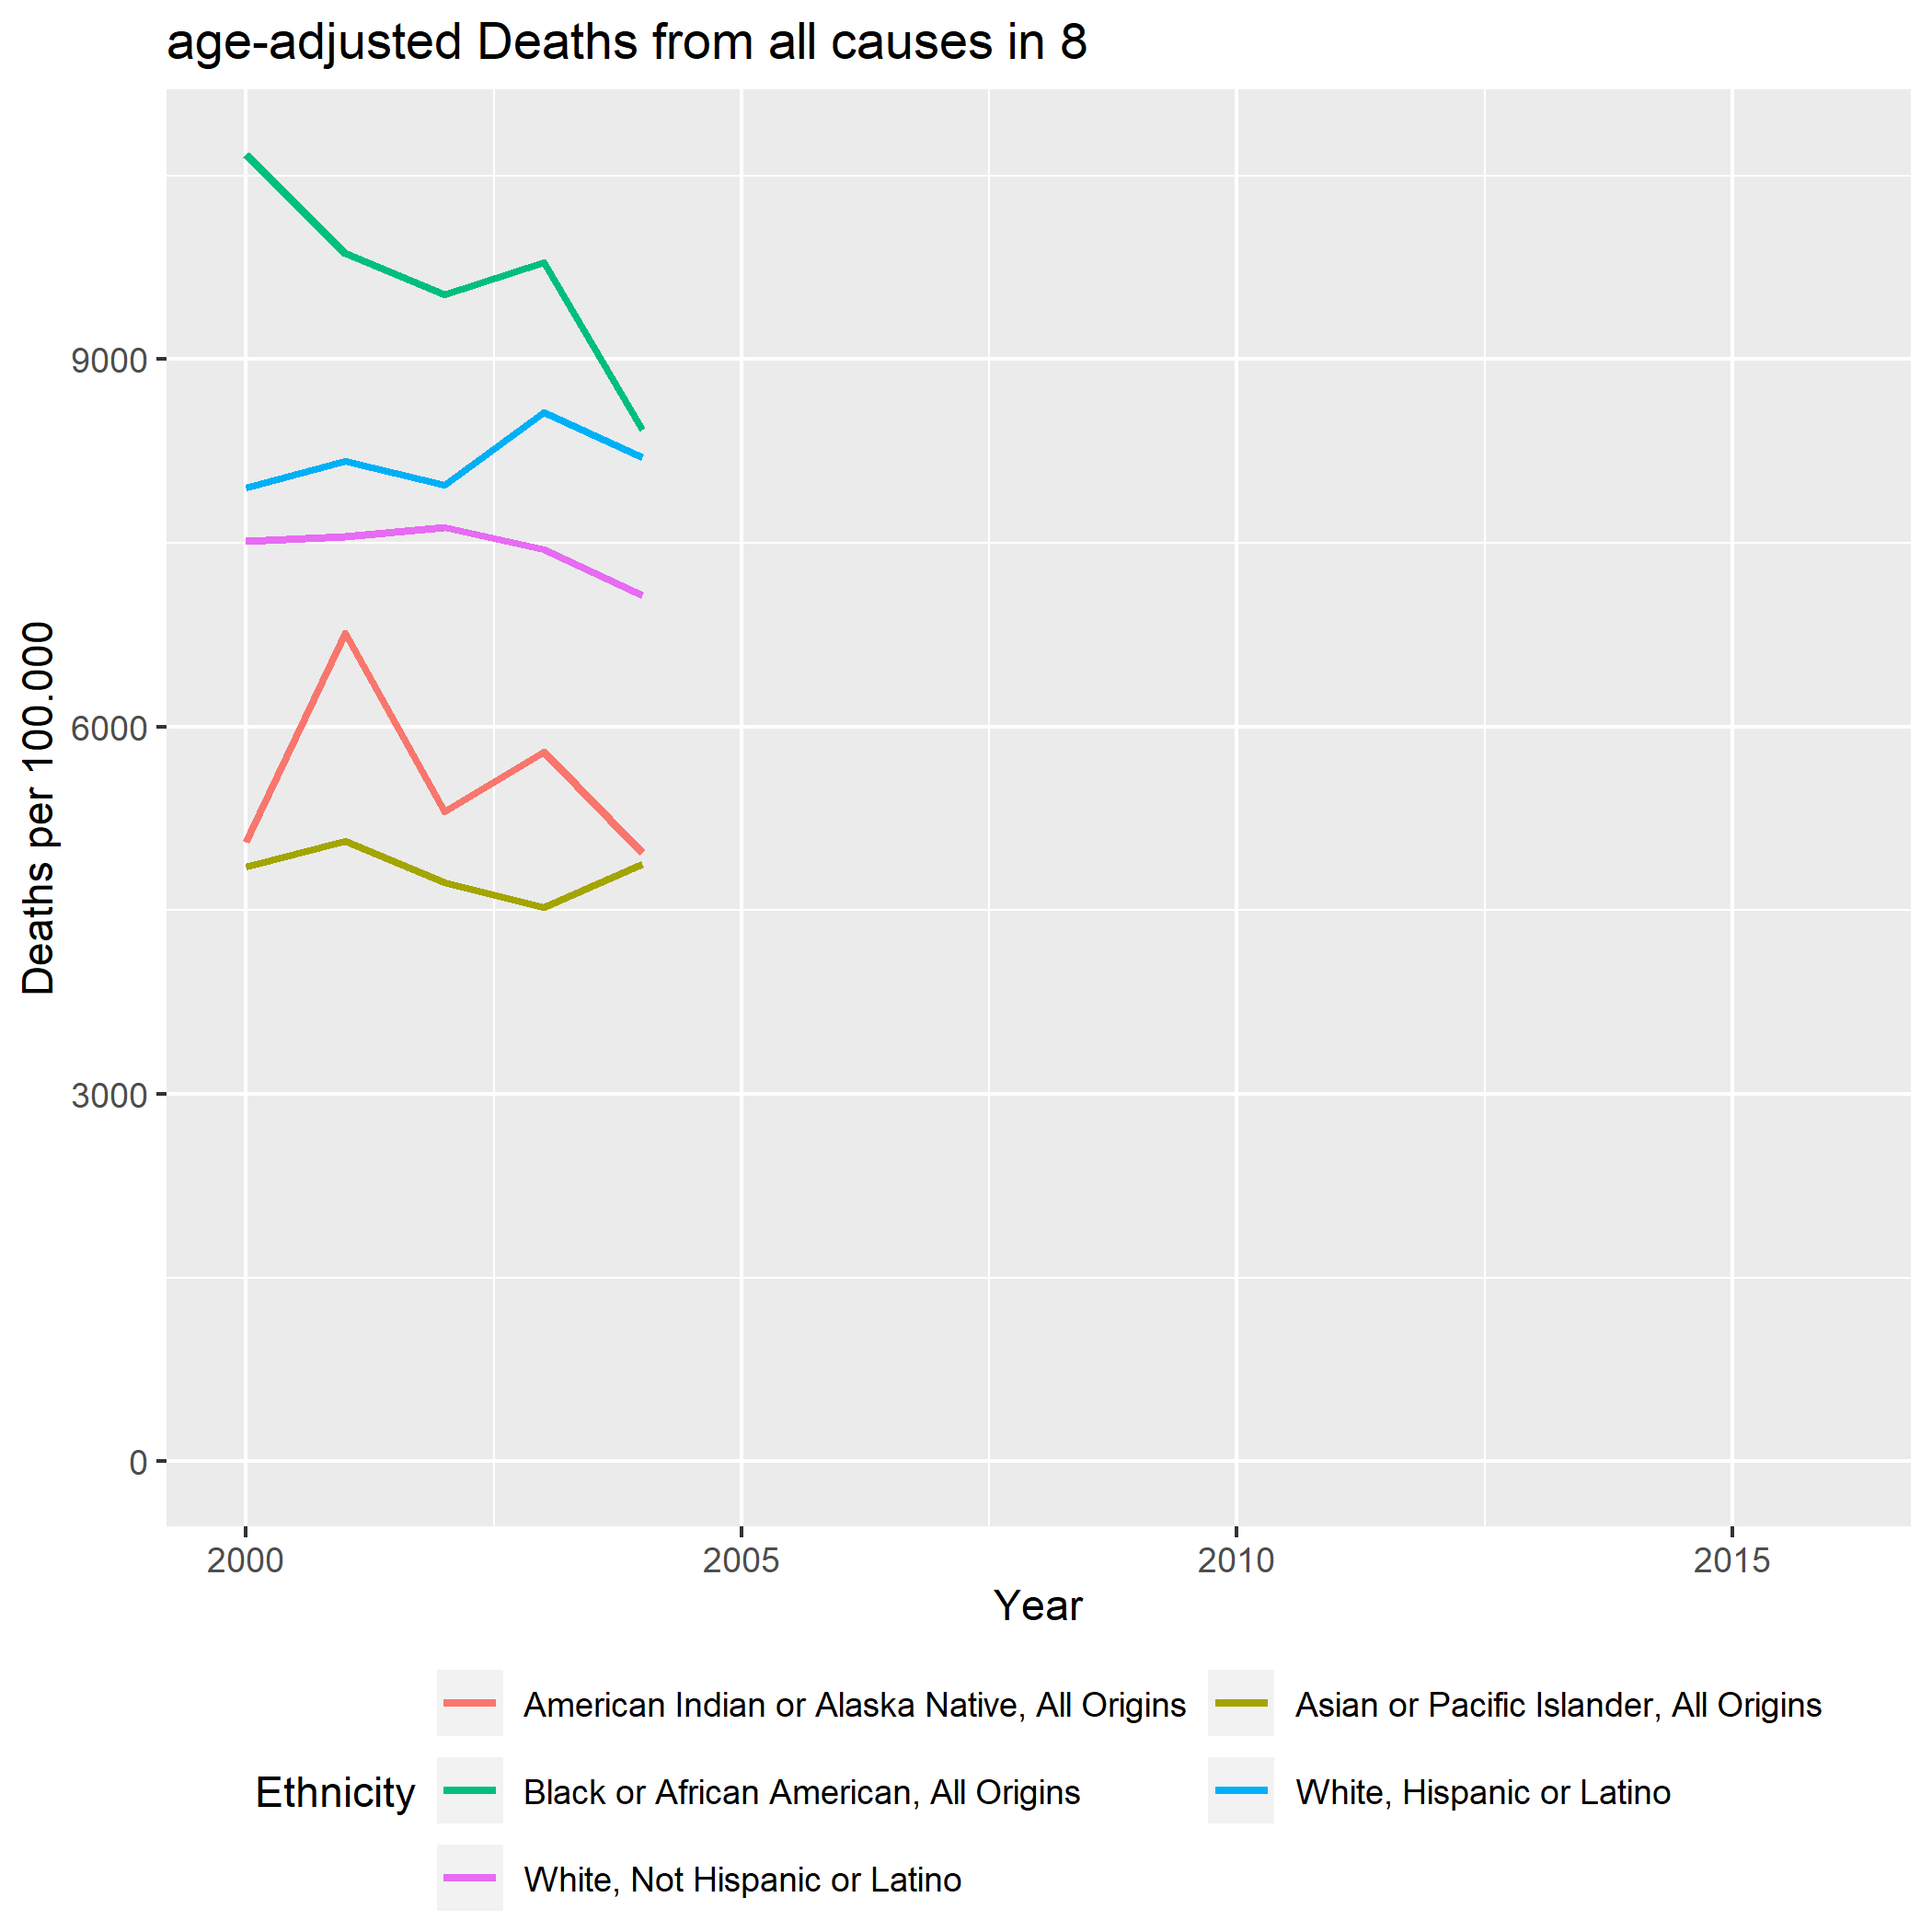 age-adjusted Deaths from all causes in 8
Deaths per 100.000
9000
6000
3000
0
2000 2005 2010 2015
Year
Ethnicity
American Indian or Alaska Native, All Origins
Asian or Pacific Islander, All Origins
Black or African American, All Origins
White, Hispanic or Latino
White, Not Hispanic or Latino